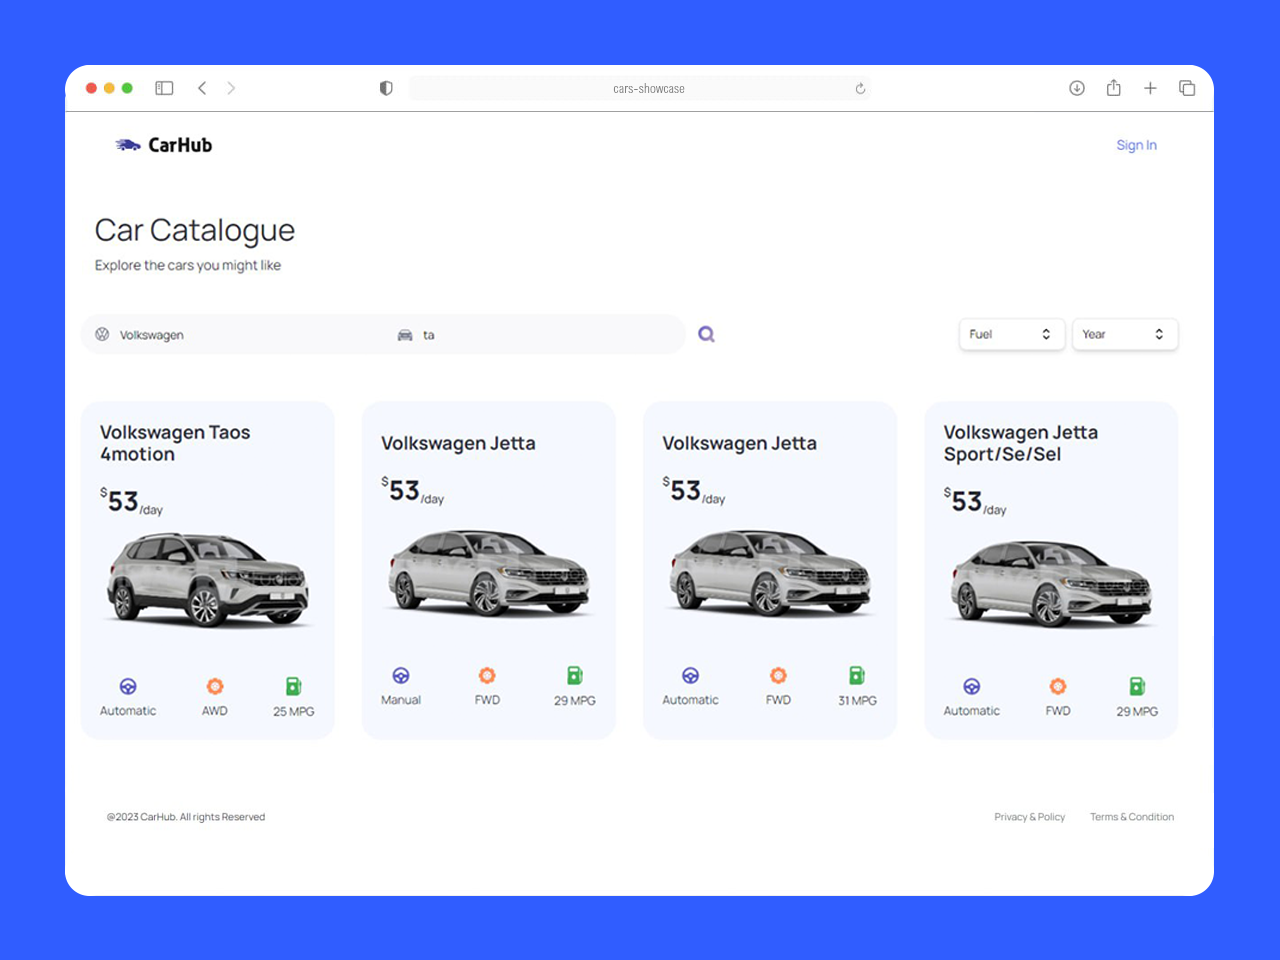 cars-showcase
CarHub
Sign In
Car Catalogue
Explore the cars you might like
Volkswagen
ta
Fuel
Year
Volkswagen Taos
4motion
$53/day
Automatic
AWD
25 MPG
Volkswagen Jetta
$53/day
Manual
FWD
29 MPG
Volkswagen Jetta
$53/day
Automatic
FWD
31 MPG
Volkswagen Jetta
Sport/Se/Sel
$53/day
Automatic
FWD
29 MPG
@2023 CarHub. All rights Reserved
Privacy & Policy
Terms & Condition